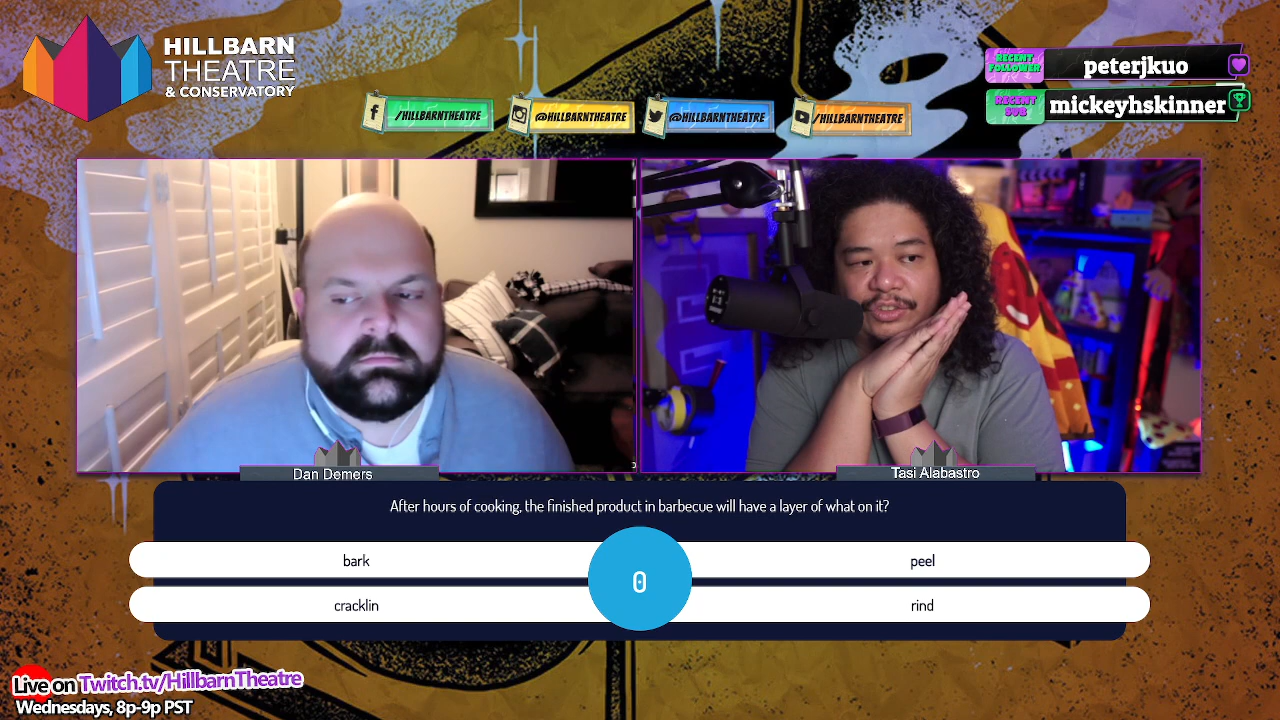 HILLBARN
THEATRE
& CONSERVATORY
/HILLBARNTHEATRE
@HILLBARNTHEATRE
@HILLBARNTHEATRE
/HILLBARNTHEATRE
RECENT FOLLOWER
peterjkuo
RECENT SUB
mickeyhskinner
Dan Demers
Tasi Alabastro
After hours of cooking, the finished product in barbecue will have a layer of what on it?
bark
peel
0
cracklin
rind
Live on Twitch.tv/HillbarnTheatre
Wednesdays, 8p-9p PST